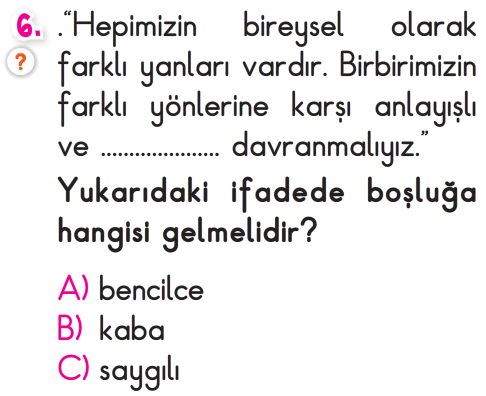 6. .“Hepimizin bireysel olarak
? farklı yanları vardır. Birbirimizin
farklı yönlerine karşı anlayışlı
ve ..................... davranmalıyız.”
Yukarıdaki ifadede boşluğa
hangisi gelmelidir?
A) bencilce
B) kaba
C) saygılı